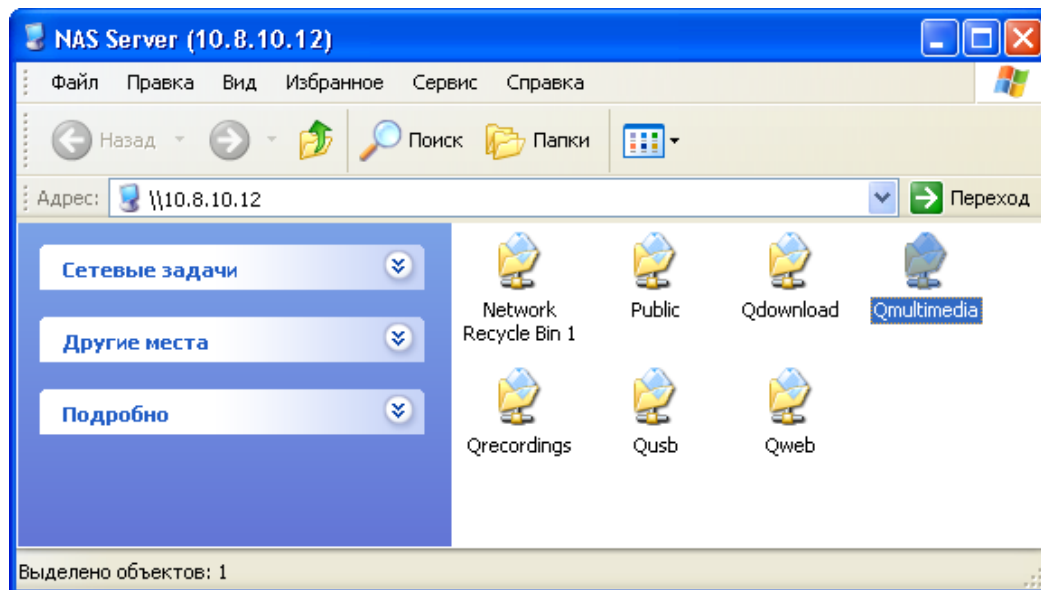 NAS Server (10.8.10.12)
Файл Правка Вид Избранное Сервис Справка
Назад Поиск Папки
Адрес: \\10.8.10.12 Переход
Сетевые задачи
Другие места
Подробно
Network
Recycle Bin 1
Public
Qdownload
Qmultimedia
Qrecordings
Qusb
Qweb
Выделено объектов: 1